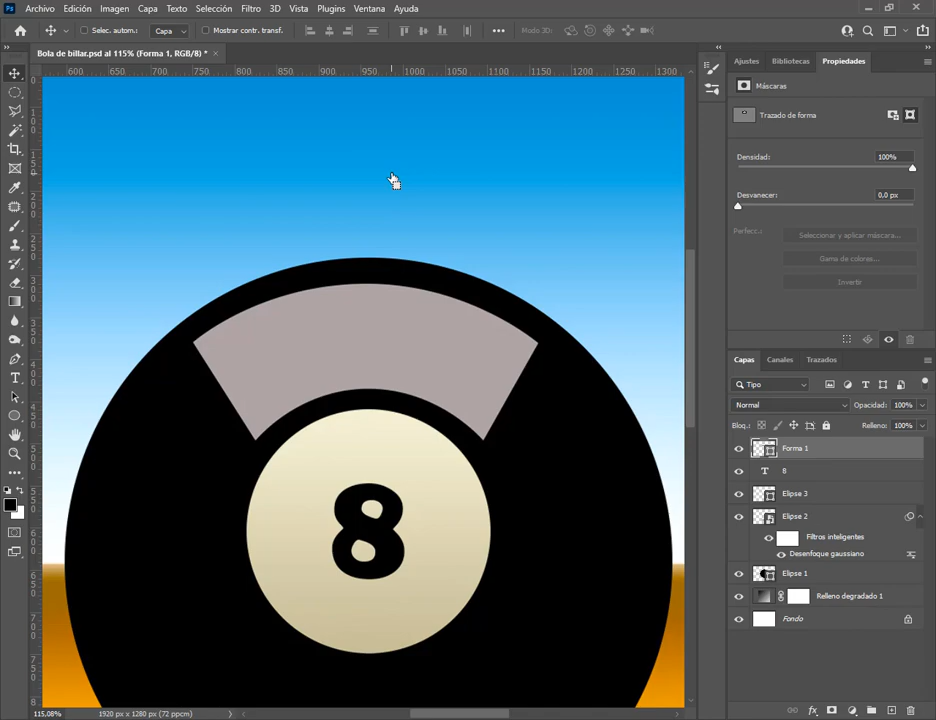 Ps Archivo Edición Imagen Capa Texto Selección Filtro 3D Vista Plugins Ventana Ayuda
Selec. autom.: Capa Mostrar contr. transf. Modo 3D:
Bola de billar.psd al 115% (Forma 1, RGB/8) *
600 650 700 750 800 850 900 950 1000 1050 1100 1150 1200 1250 1300
Ajustes Bibliotecas Propiedades
Máscaras
Trazado de forma
Densidad: 100%
Desvanecer: 0,0 px
Perfecc.: Seleccionar y aplicar máscara...
Gama de colores...
Invertir
Capas Canales Trazados
Tipo
Normal Opacidad: 100%
Bloq.: Relleno: 100%
Forma 1
T 8
Elipse 3
Elipse 2
Filtros inteligentes
Desenfoque gaussiano
Elipse 1
Relleno degradado 1
Fondo
8
115.08% 1920 px x 1280 px (72 ppcm)